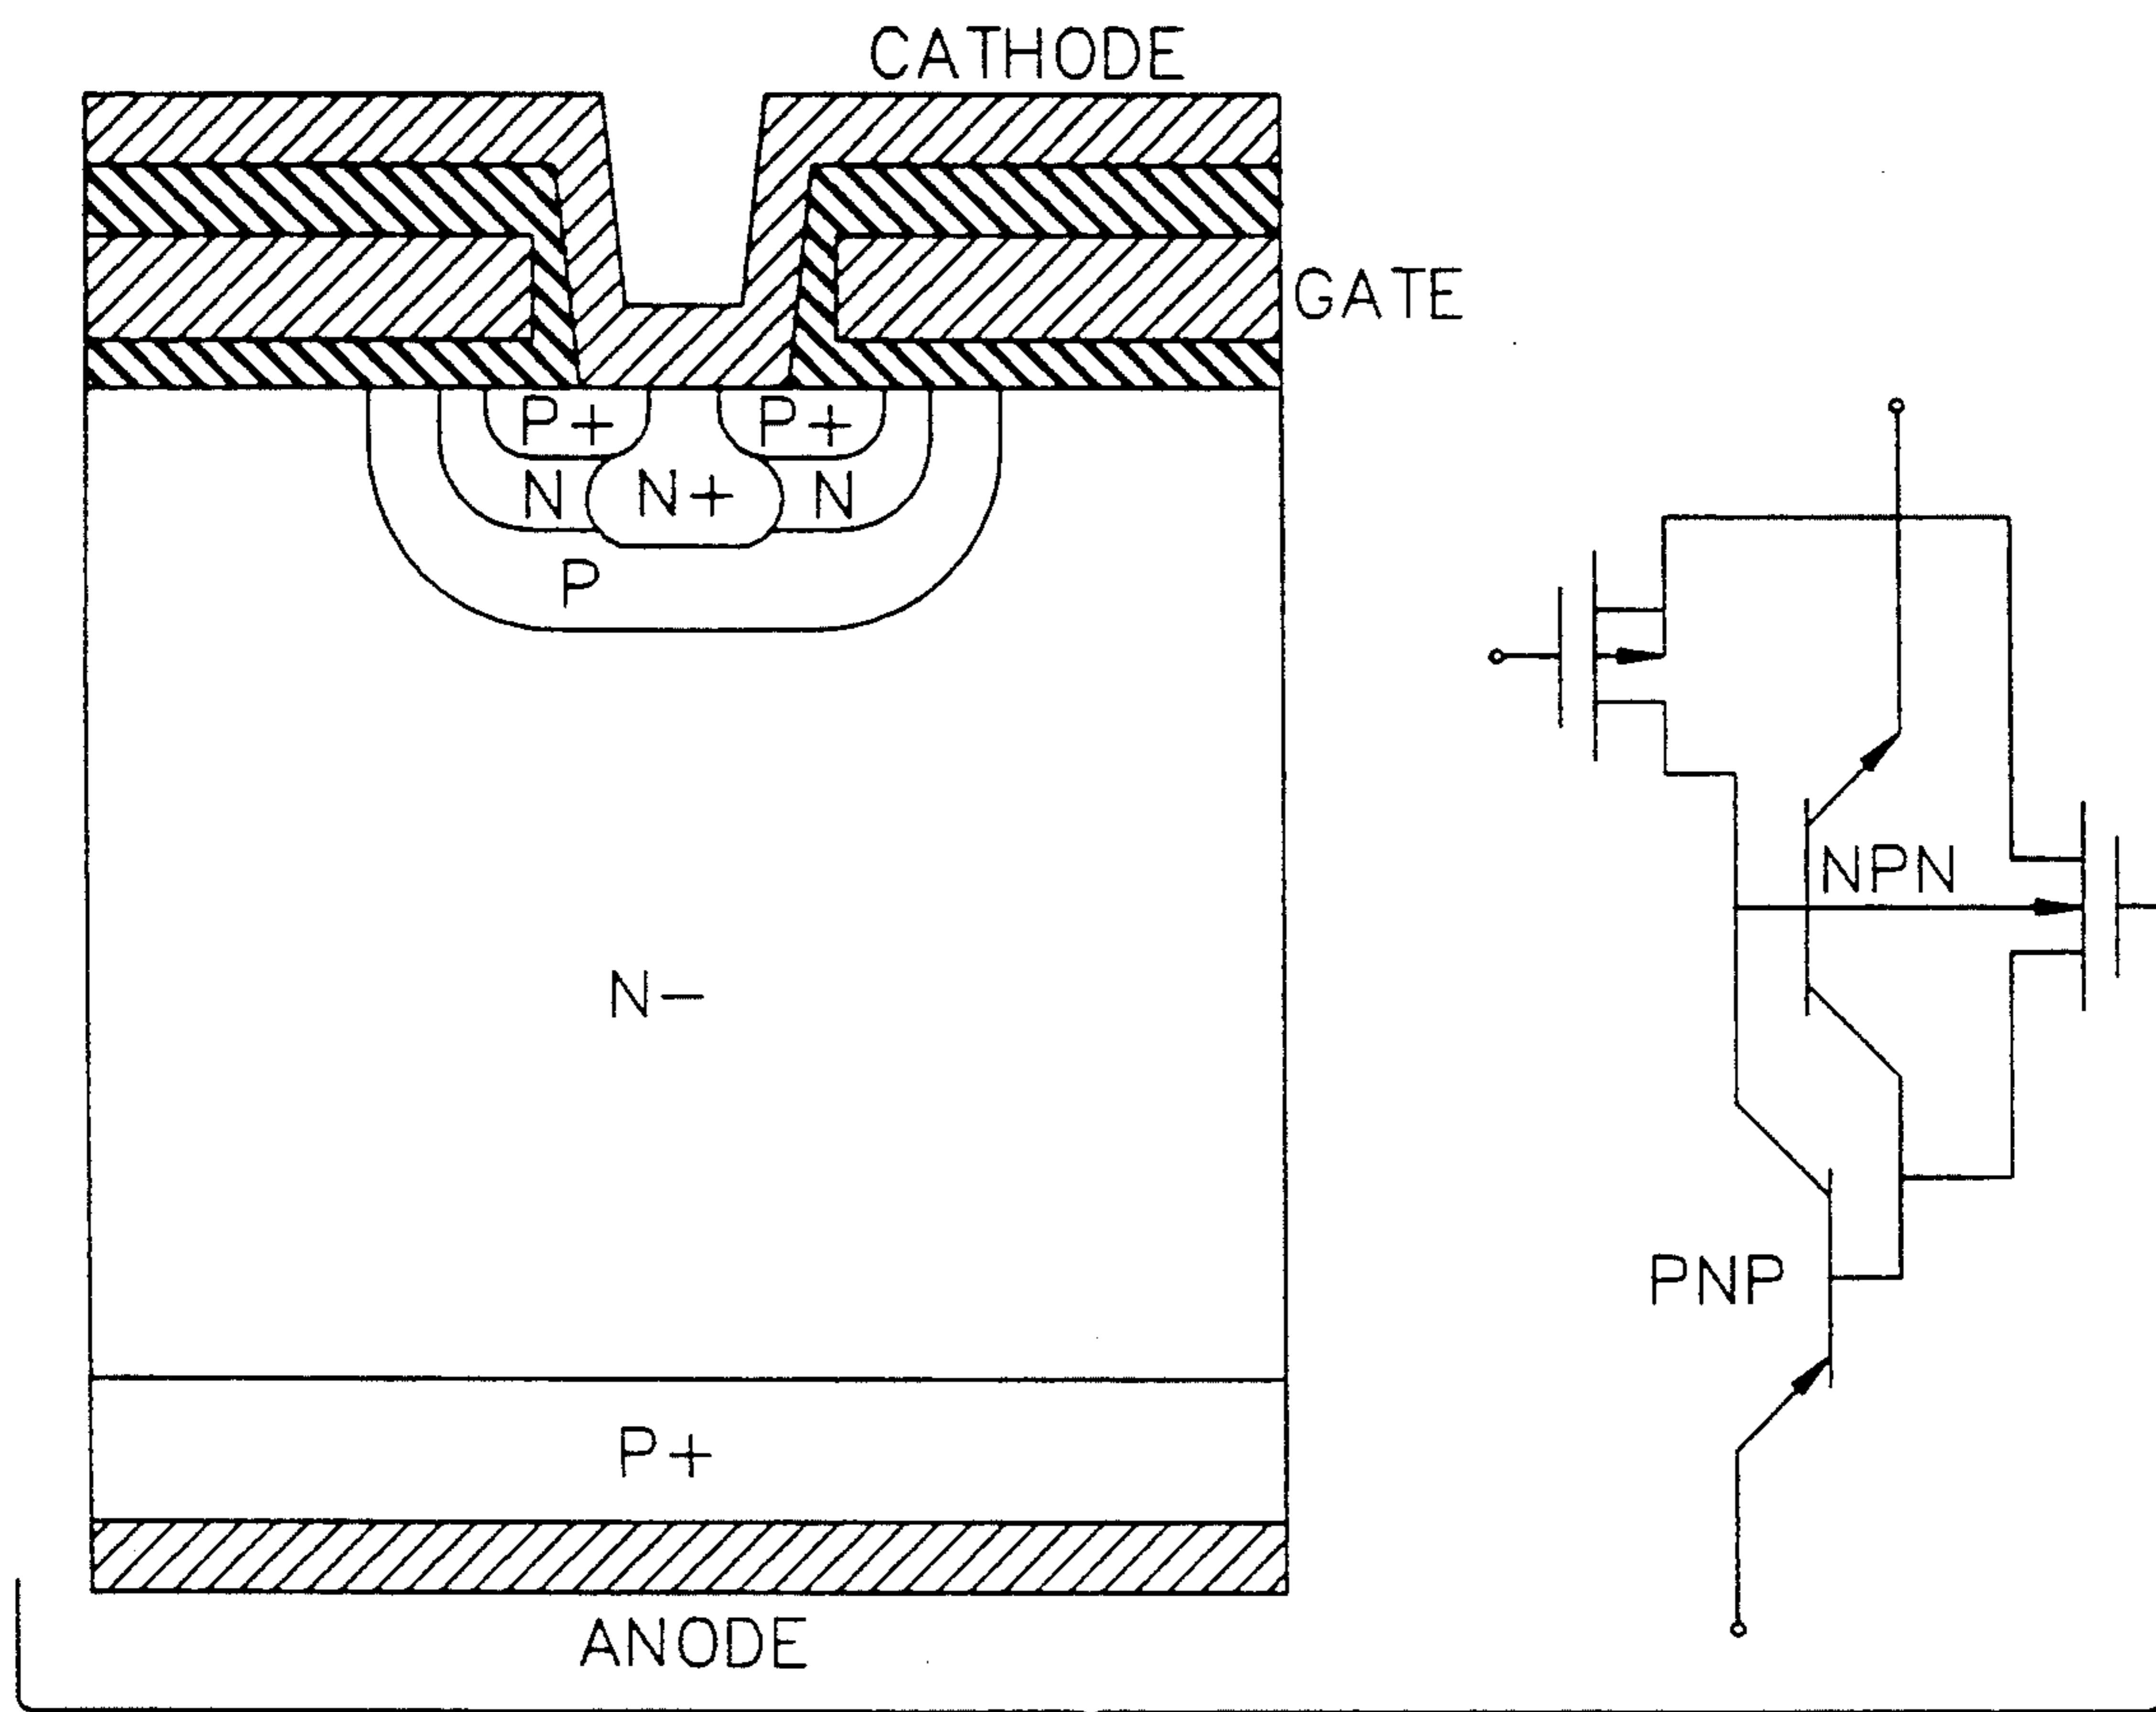 CATHODE
GATE
P+
P+
N
N+
N
P
N-
P+
ANODE
NPN
PNP